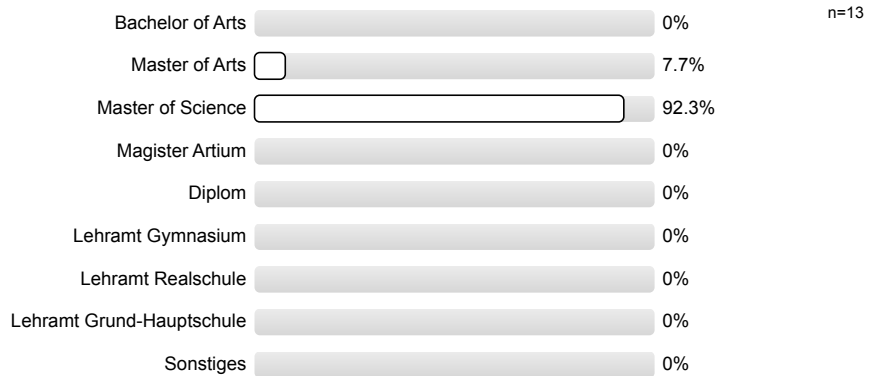 n=13
Bachelor of Arts 0%
Master of Arts 7.7%
Master of Science 92.3%
Magister Artium 0%
Diplom 0%
Lehramt Gymnasium 0%
Lehramt Realschule 0%
Lehramt Grund-Hauptschule 0%
Sonstiges 0%